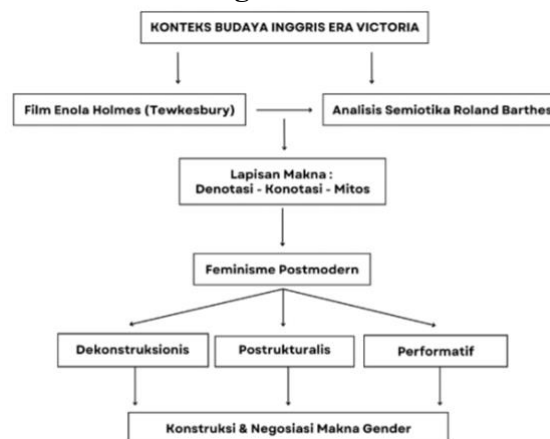 KONTEKS BUDAYA INGGRIS ERA VICTORIA
Film Enola Holmes (Tewkesbury)
Analisis Semiotika Roland Barthes
Lapisan Makna :
Denotasi - Konotasi - Mitos
Feminisme Postmodern
Dekonstruksionis
Postrukturalis
Performatif
Konstruksi & Negosiasi Makna Gender